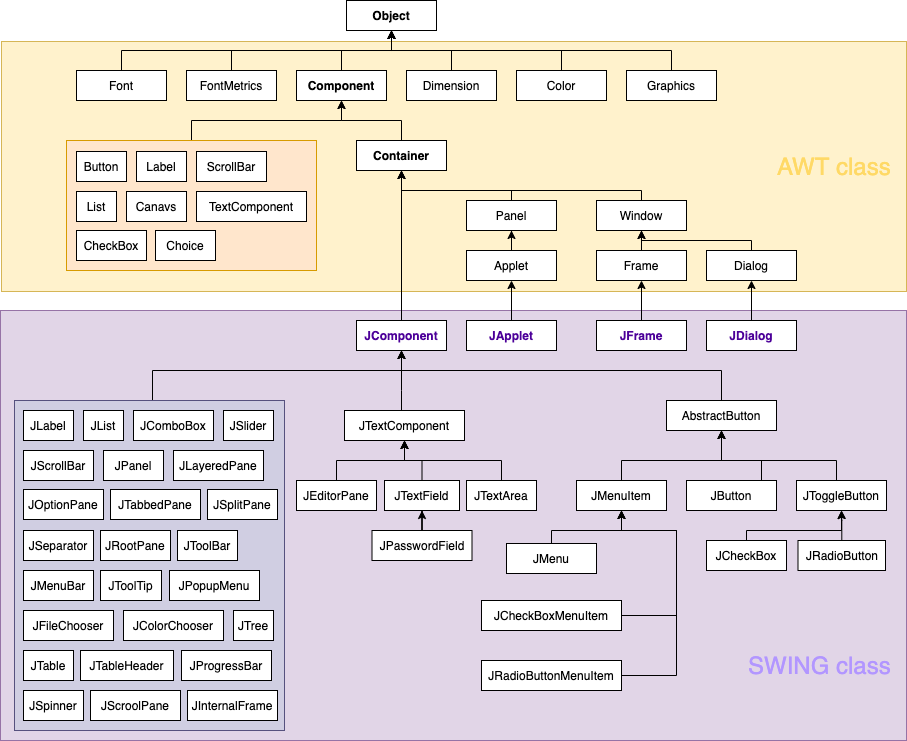 Object
Font
FontMetrics
Component
Dimension
Color
Graphics
Button
Label
ScrollBar
Container
AWT class
List
Canavs
TextComponent
Panel
Window
CheckBox
Choice
Applet
Frame
Dialog
JComponent
JApplet
JFrame
JDialog
JLabel
JList
JComboBox
JSlider
JTextComponent
AbstractButton
JScrollBar
JPanel
JLayeredPane
JOptionPane
JTabbedPane
JSplitPane
JEditorPane
JTextField
JTextArea
JMenuItem
JButton
JToggleButton
JSeparator
JRootPane
JToolBar
JPasswordField
JMenu
JCheckBox
JRadioButton
JMenuBar
JToolTip
JPopupMenu
JFileChooser
JColorChooser
JTree
JCheckBoxMenuItem
JTable
JTableHeader
JProgressBar
JRadioButtonMenuItem
SWING class
JSpinner
JScroolPane
JInternalFrame